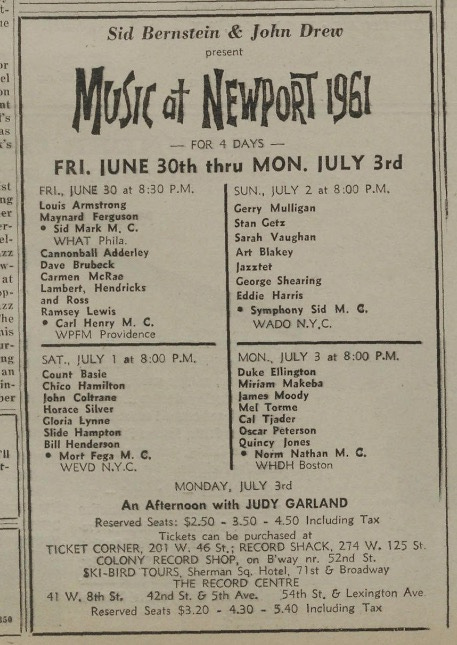 Sid Bernstein & John Drew
present
MUSIC at NEWPORT 1961
— FOR 4 DAYS —
FRI. JUNE 30th thru MON. JULY 3rd
FRI., JUNE 30 at 8:30 P.M.
Louis Armstrong
Maynard Ferguson
• Sid Mark M. C.
WHAT Phila.
Cannonball Adderley
Dave Brubeck
Carmen McRae
Lambert, Hendricks
and Ross
Ramsey Lewis
• Carl Henry M. C.
WPFM Providence
SUN., JULY 2 at 8:00 P.M.
Gerry Mulligan
Stan Getz
Sarah Vaughan
Art Blakey
Jazztet
George Shearing
Eddie Harris
• Symphony Sid M. C.
WADO N.Y.C.
SAT., JULY 1 at 8:00 P.M.
Count Basie
Chico Hamilton
John Coltrane
Horace Silver
Gloria Lynne
Slide Hampton
Bill Henderson
• Mort Fega M. C.
WEVD N.Y.C.
MON., JULY 3 at 8:00 P.M.
Duke Ellington
Miriam Makeba
James Moody
Mel Torme
Cal Tjader
Oscar Peterson
Quincy Jones
• Norm Nathan M. C.
WHDH Boston
MONDAY, JULY 3rd
An Afternoon with JUDY GARLAND
Reserved Seats: $2.50 - 3.50 - 4.50 Including Tax
Tickets can be purchased at
TICKET CORNER, 201 W. 46 St.; RECORD SHACK, 274 W. 125 St.
COLONY RECORD SHOP, on B'way nr. 52nd St.
SKI-BIRD TOURS, Sherman Sq. Hotel, 71st & Broadway
THE RECORD CENTRE
41 W. 8th St. 42nd St. & 5th Ave. 54th St. & Lexington Ave
Reserved Seats $3.20 - 4.30 - 5.40 Including Tax